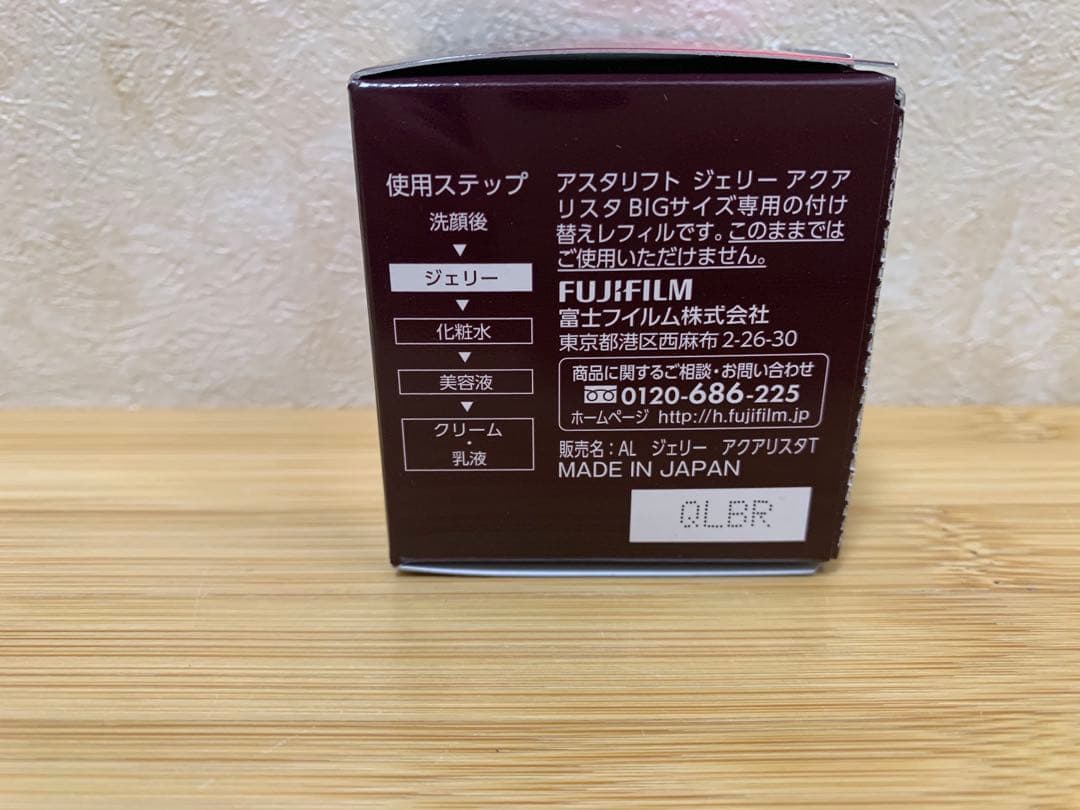 使用ステップ
洗顔後
▼
ジェリー
▼
化粧水
▼
美容液
▼
クリーム
・
乳液
アスタリフト ジェリー アクア
リスタ BIGサイズ専用の付け
替えレフィルです。このままでは
ご使用いただけません。
FUJIFILM
富士フイルム株式会社
東京都港区西麻布 2-26-30
商品に関するご相談・お問い合わせ
0120-686-225
ホームページ http://h.fujifilm.jp
販売名：AL ジェリー アクアリスタT
MADE IN JAPAN
QLBR